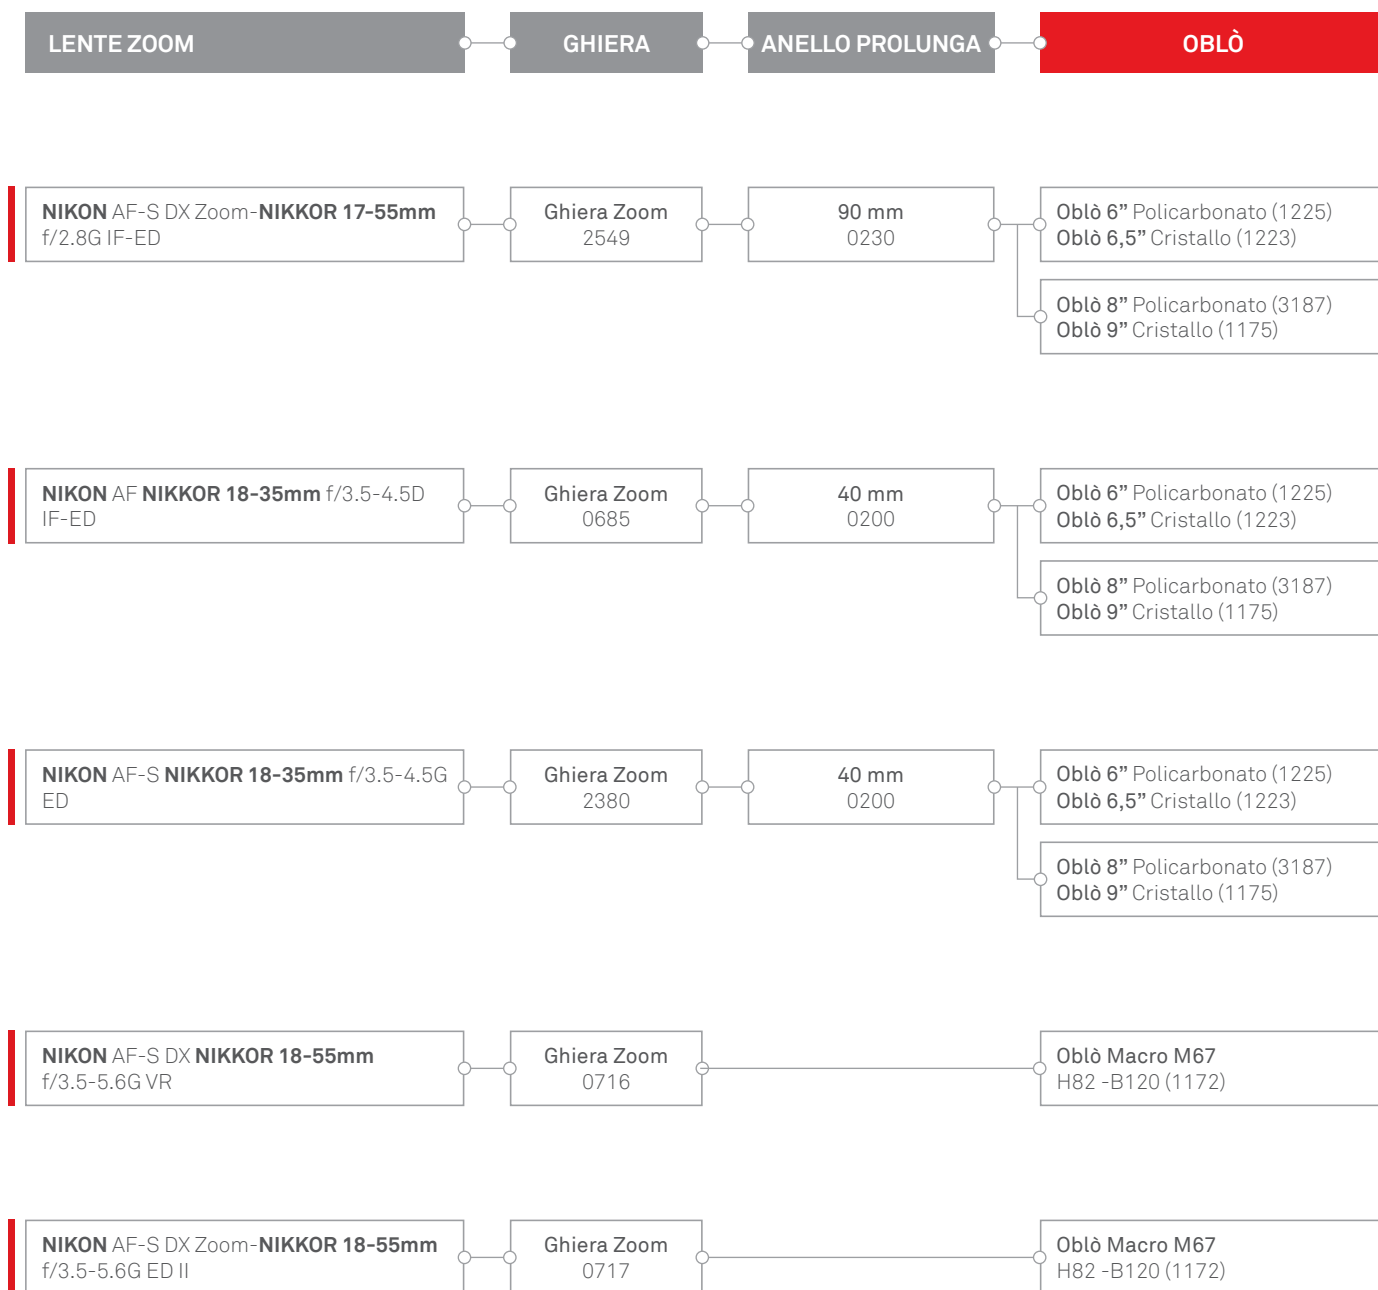 LENTE ZOOM GHIERA ANELLO PROLUNGA OBLÒ
NIKON AF-S DX Zoom-NIKKOR 17-55mm
f/2.8G IF-ED
Ghiera Zoom
2549
90 mm
0230
Oblò 6” Policarbonato (1225)
Oblò 6,5” Cristallo (1223)
Oblò 8” Policarbonato (3187)
Oblò 9” Cristallo (1175)
NIKON AF NIKKOR 18-35mm f/3.5-4.5D
IF-ED
Ghiera Zoom
0685
40 mm
0200
Oblò 6” Policarbonato (1225)
Oblò 6,5” Cristallo (1223)
Oblò 8” Policarbonato (3187)
Oblò 9” Cristallo (1175)
NIKON AF-S NIKKOR 18-35mm f/3.5-4.5G
ED
Ghiera Zoom
2380
40 mm
0200
Oblò 6” Policarbonato (1225)
Oblò 6,5” Cristallo (1223)
Oblò 8” Policarbonato (3187)
Oblò 9” Cristallo (1175)
NIKON AF-S DX NIKKOR 18-55mm
f/3.5-5.6G VR
Ghiera Zoom
0716
Oblò Macro M67
H82 -B120 (1172)
NIKON AF-S DX Zoom-NIKKOR 18-55mm
f/3.5-5.6G ED II
Ghiera Zoom
0717
Oblò Macro M67
H82 -B120 (1172)